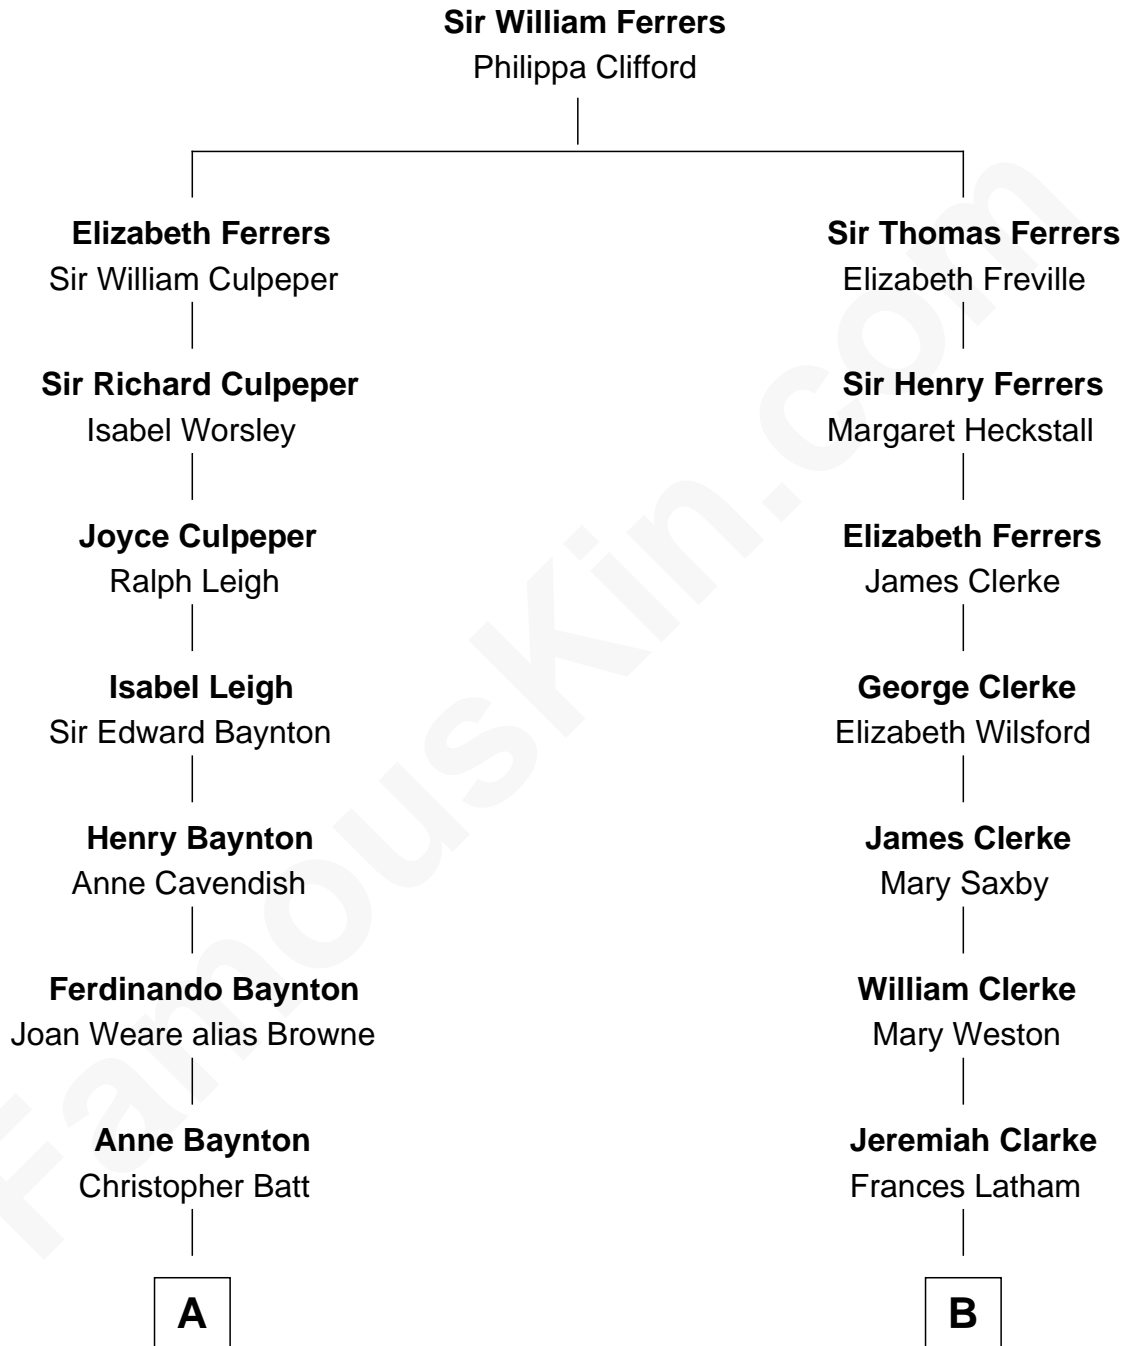 Sir William Ferrers
Philippa Clifford
Elizabeth Ferrers
Sir William Culpeper
Sir Thomas Ferrers
Elizabeth Freville
Sir Richard Culpeper
Isabel Worsley
Sir Henry Ferrers
Margaret Heckstall
Joyce Culpeper
Ralph Leigh
Elizabeth Ferrers
James Clerke
Isabel Leigh
Sir Edward Baynton
George Clerke
Elizabeth Wilsford
Henry Baynton
Anne Cavendish
James Clerke
Mary Saxby
Ferdinando Baynton
Joan Weare alias Browne
William Clerke
Mary Weston
Anne Baynton
Christopher Batt
Jeremiah Clarke
Frances Latham
A
B
FamousKin.com